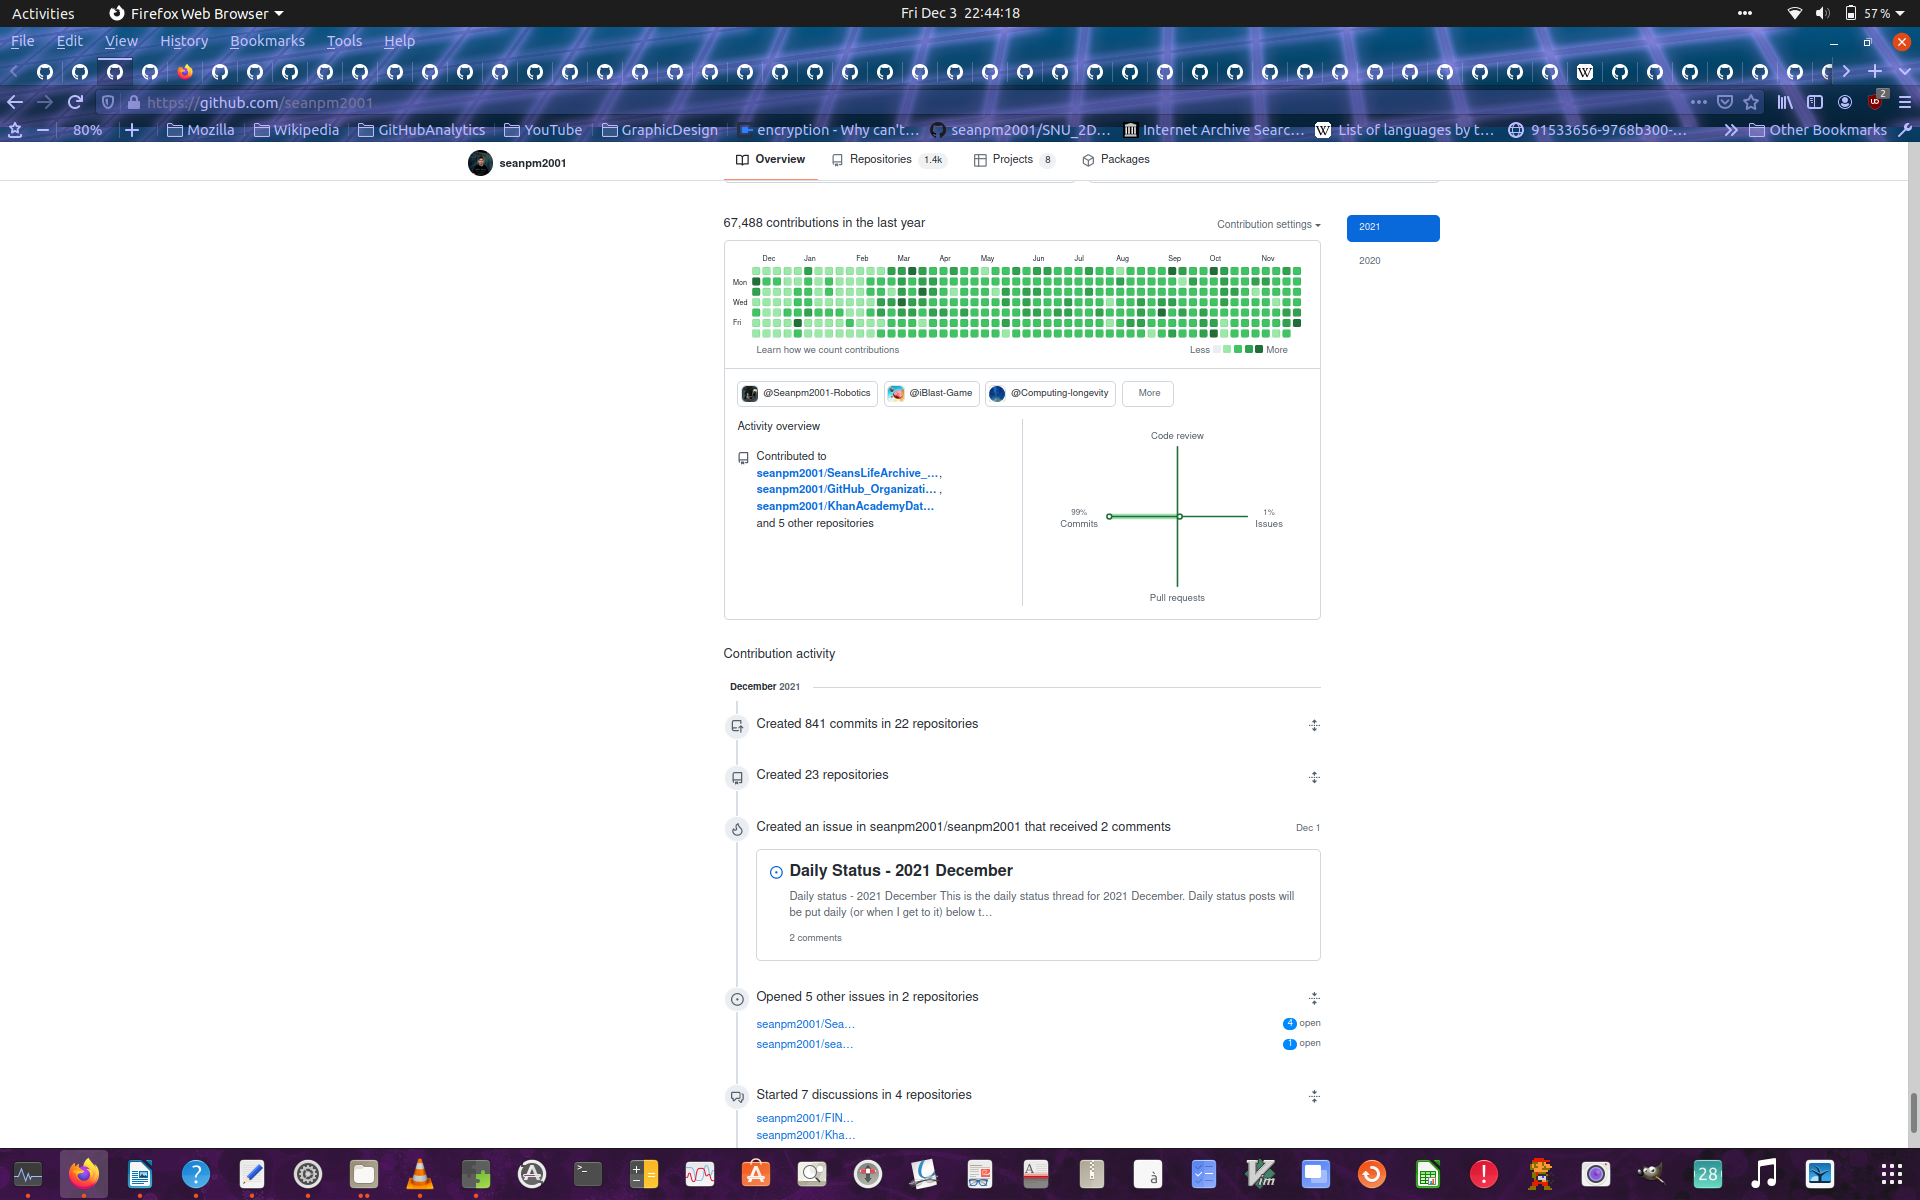 Activities
Firefox Web Browser
Fri Dec 3 22:44:18
57 %
File Edit View History Bookmarks Tools Help
https://github.com/seanpm2001
2
80%
Mozilla
Wikipedia
GitHubAnalytics
YouTube
GraphicDesign
encryption - Why can't…
seanpm2001/SNU_2D…
Internet Archive Searc…
List of languages by t…
91533656-9768b300-…
Other Bookmarks
seanpm2001
Overview
Repositories 1.4k
Projects 8
Packages
67,488 contributions in the last year
Contribution settings
2021
2020
Dec Jan Feb Mar Apr May Jun Jul Aug Sep Oct Nov
Mon
Wed
Fri
Learn how we count contributions
Less More
@Seanpm2001-Robotics
@iBlast-Game
@Computing-longevity
More
Activity overview
Contributed to
seanpm2001/SeansLifeArchive_…,
seanpm2001/GitHub_Organizati… ,
seanpm2001/KhanAcademyDat…
and 5 other repositories
Code review
99%
Commits
1%
Issues
Pull requests
Contribution activity
December 2021
Created 841 commits in 22 repositories
Created 23 repositories
Created an issue in seanpm2001/seanpm2001 that received 2 comments
Dec 1
Daily Status - 2021 December
Daily status - 2021 December This is the daily status thread for 2021 December. Daily status posts will
be put daily (or when I get to it) below t…
2 comments
Opened 5 other issues in 2 repositories
seanpm2001/Sea…
4 open
seanpm2001/sea…
1 open
Started 7 discussions in 4 repositories
seanpm2001/FIN…
seanpm2001/Kha…
28